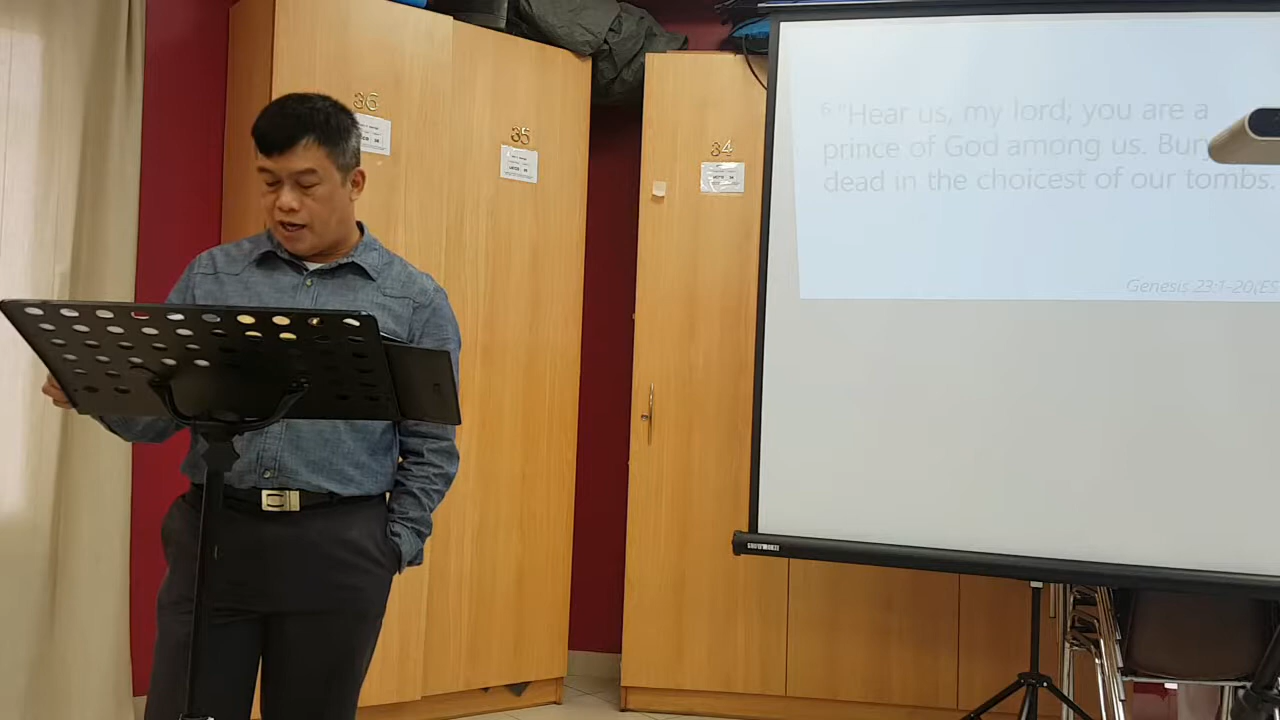 36
35
34
6 "Hear us, my lord; you are a
prince of God among us. Bury
dead in the choicest of our tombs.
Genesis 23:1-20(ES